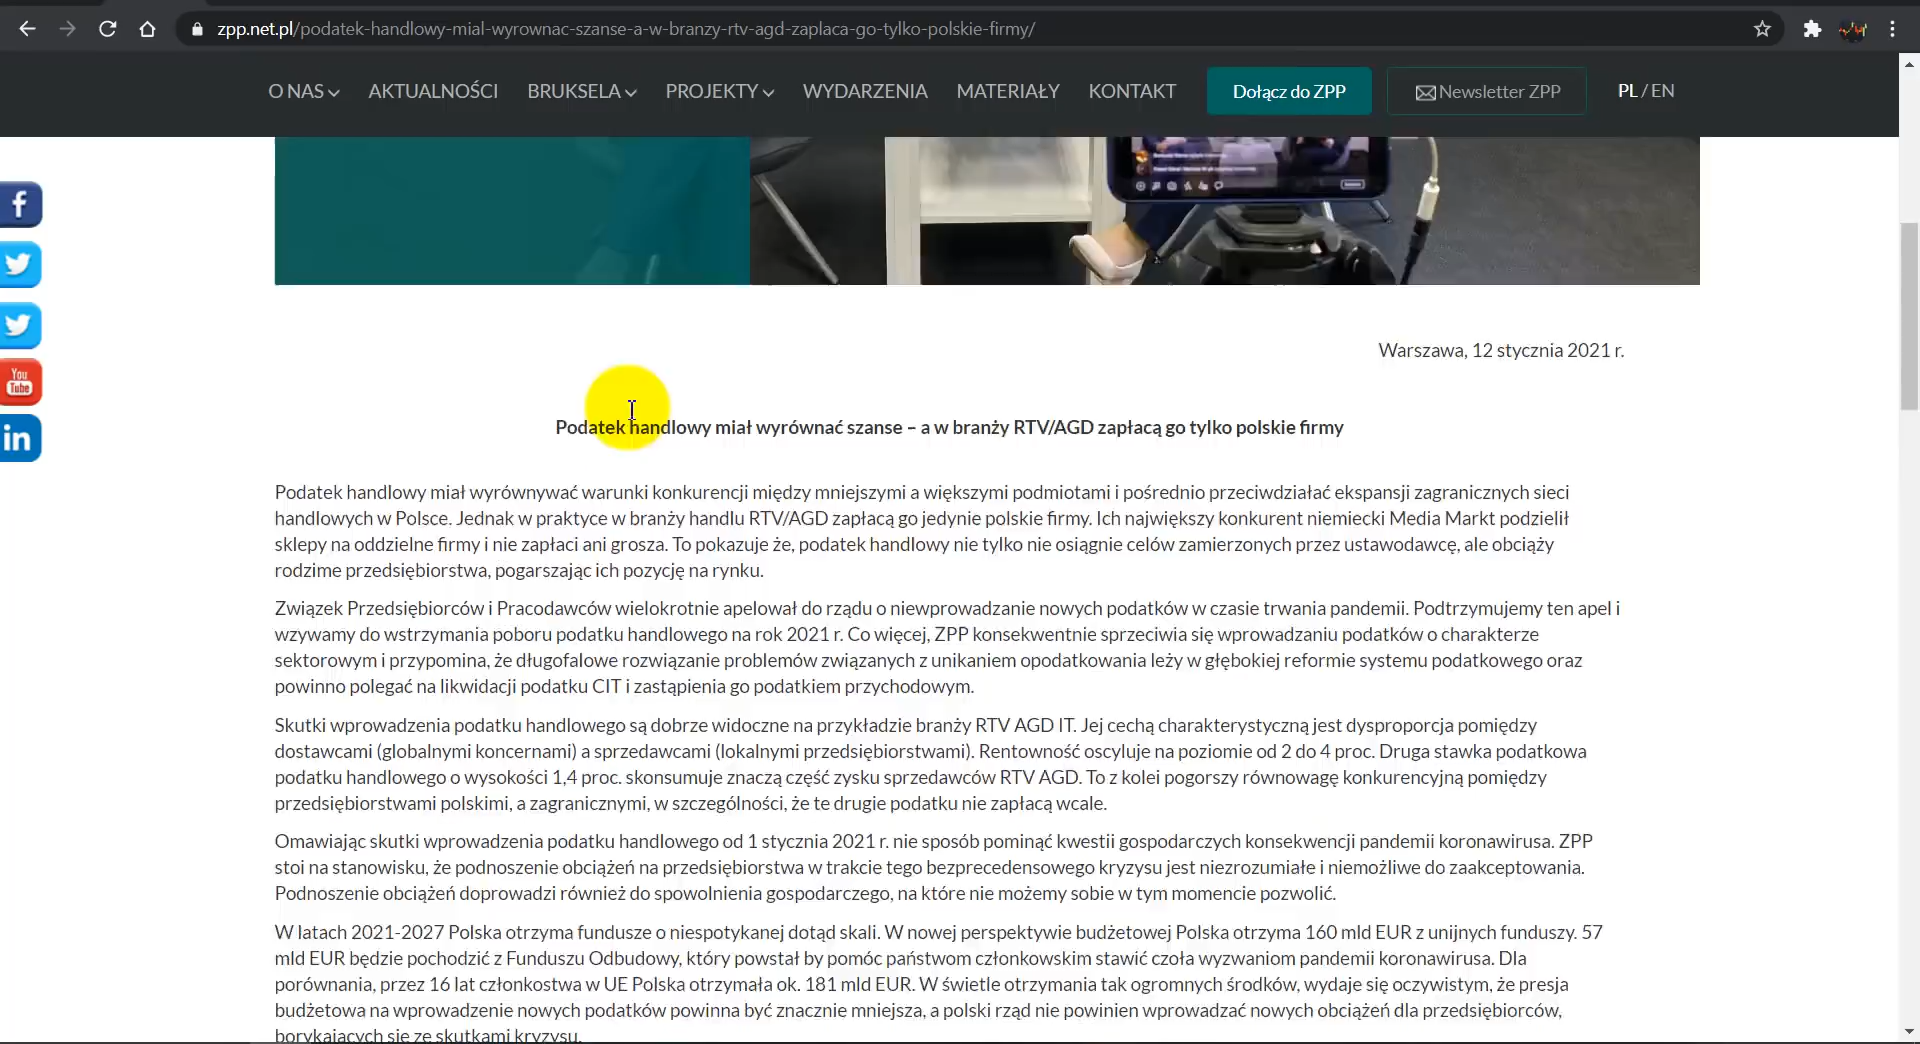 zpp.net.pl/podatek-handlowy-mial-wyrownac-szanse-a-w-branzy-rtv-agd-zaplaca-go-tylko-polskie-firmy/
O NAS AKTUALNOŚCI BRUKSELA PROJEKTY WYDARZENIA MATERIAŁY KONTAKT Dołącz do ZPP Newsletter ZPP PL / EN
You
Tube
Warszawa, 12 stycznia 2021 r.
Podatek handlowy miał wyrównać szanse – a w branży RTV/AGD zapłacą go tylko polskie firmy
Podatek handlowy miał wyrównywać warunki konkurencji między mniejszymi a większymi podmiotami i pośrednio przeciwdziałać ekspansji zagranicznych sieci
handlowych w Polsce. Jednak w praktyce w branży handlu RTV/AGD zapłacą go jedynie polskie firmy. Ich największy konkurent niemiecki Media Markt podzielił
sklepy na oddzielne firmy i nie zapłaci ani grosza. To pokazuje że, podatek handlowy nie tylko nie osiągnie celów zamierzonych przez ustawodawcę, ale obciąży
rodzime przedsiębiorstwa, pogarszając ich pozycję na rynku.
Związek Przedsiębiorców i Pracodawców wielokrotnie apelował do rządu o niewprowadzanie nowych podatków w czasie trwania pandemii. Podtrzymujemy ten apel i
wzywamy do wstrzymania poboru podatku handlowego na rok 2021 r. Co więcej, ZPP konsekwentnie sprzeciwia się wprowadzaniu podatków o charakterze
sektorowym i przypomina, że długofalowe rozwiązanie problemów związanych z unikaniem opodatkowania leży w głębokiej reformie systemu podatkowego oraz
powinno polegać na likwidacji podatku CIT i zastąpienia go podatkiem przychodowym.
Skutki wprowadzenia podatku handlowego są dobrze widoczne na przykładzie branży RTV AGD IT. Jej cechą charakterystyczną jest dysproporcja pomiędzy
dostawcami (globalnymi koncernami) a sprzedawcami (lokalnymi przedsiębiorstwami). Rentowność oscyluje na poziomie od 2 do 4 proc. Druga stawka podatkowa
podatku handlowego o wysokości 1,4 proc. skonsumuje znaczą część zysku sprzedawców RTV AGD. To z kolei pogorszy równowagę konkurencyjną pomiędzy
przedsiębiorstwami polskimi, a zagranicznymi, w szczególności, że te drugie podatku nie zapłacą wcale.
Omawiając skutki wprowadzenia podatku handlowego od 1 stycznia 2021 r. nie sposób pominąć kwestii gospodarczych konsekwencji pandemii koronawirusa. ZPP
stoi na stanowisku, że podnoszenie obciążeń na przedsiębiorstwa w trakcie tego bezprecedensowego kryzysu jest niezrozumiałe i niemożliwe do zaakceptowania.
Podnoszenie obciążeń doprowadzi również do spowolnienia gospodarczego, na które nie możemy sobie w tym momencie pozwolić.
W latach 2021-2027 Polska otrzyma fundusze o niespotykanej dotąd skali. W nowej perspektywie budżetowej Polska otrzyma 160 mld EUR z unijnych funduszy. 57
mld EUR będzie pochodzić z Funduszu Odbudowy, który powstał by pomóc państwom członkowskim stawić czoła wyzwaniom pandemii koronawirusa. Dla
porównania, przez 16 lat członkostwa w UE Polska otrzymała ok. 181 mld EUR. W świetle otrzymania tak ogromnych środków, wydaje się oczywistym, że presja
budżetowa na wprowadzenie nowych podatków powinna być znacznie mniejsza, a polski rząd nie powinien wprowadzać nowych obciążeń dla przedsiębiorców,
borykających się ze skutkami kryzysu.